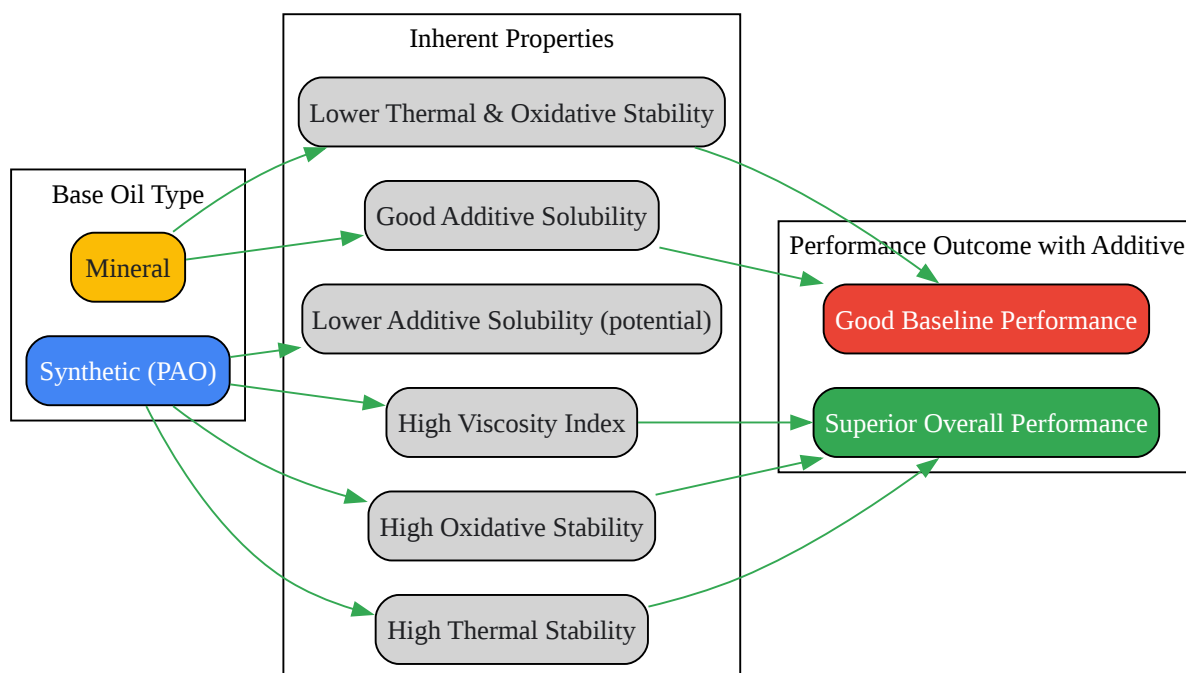 Base Oil Type
Mineral
Synthetic (PAO)
Inherent Properties
Lower Thermal & Oxidative Stability
Good Additive Solubility
Lower Additive Solubility (potential)
High Viscosity Index
High Oxidative Stability
High Thermal Stability
Performance Outcome with Additive
Good Baseline Performance
Superior Overall Performance